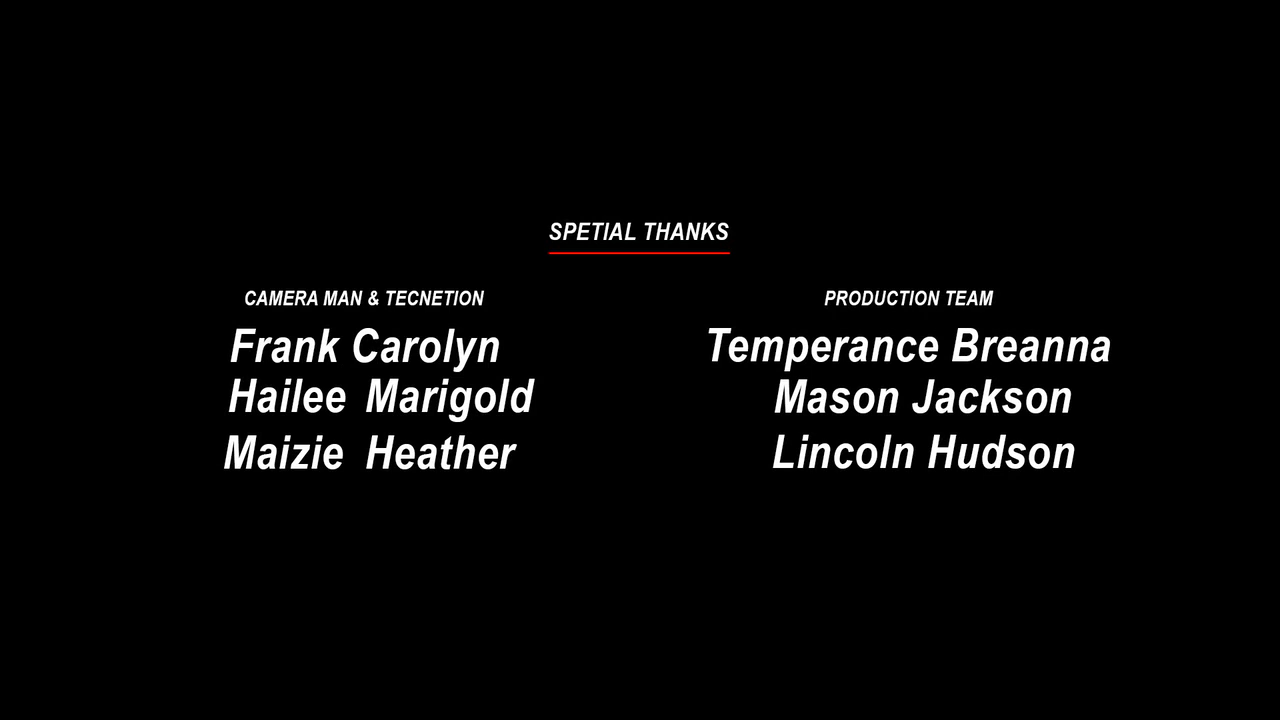 SPETIAL THANKS
CAMERA MAN & TECNETION
Frank Carolyn
Hailee Marigold
Maizie Heather
PRODUCTION TEAM
Temperance Breanna
Mason Jackson
Lincoln Hudson